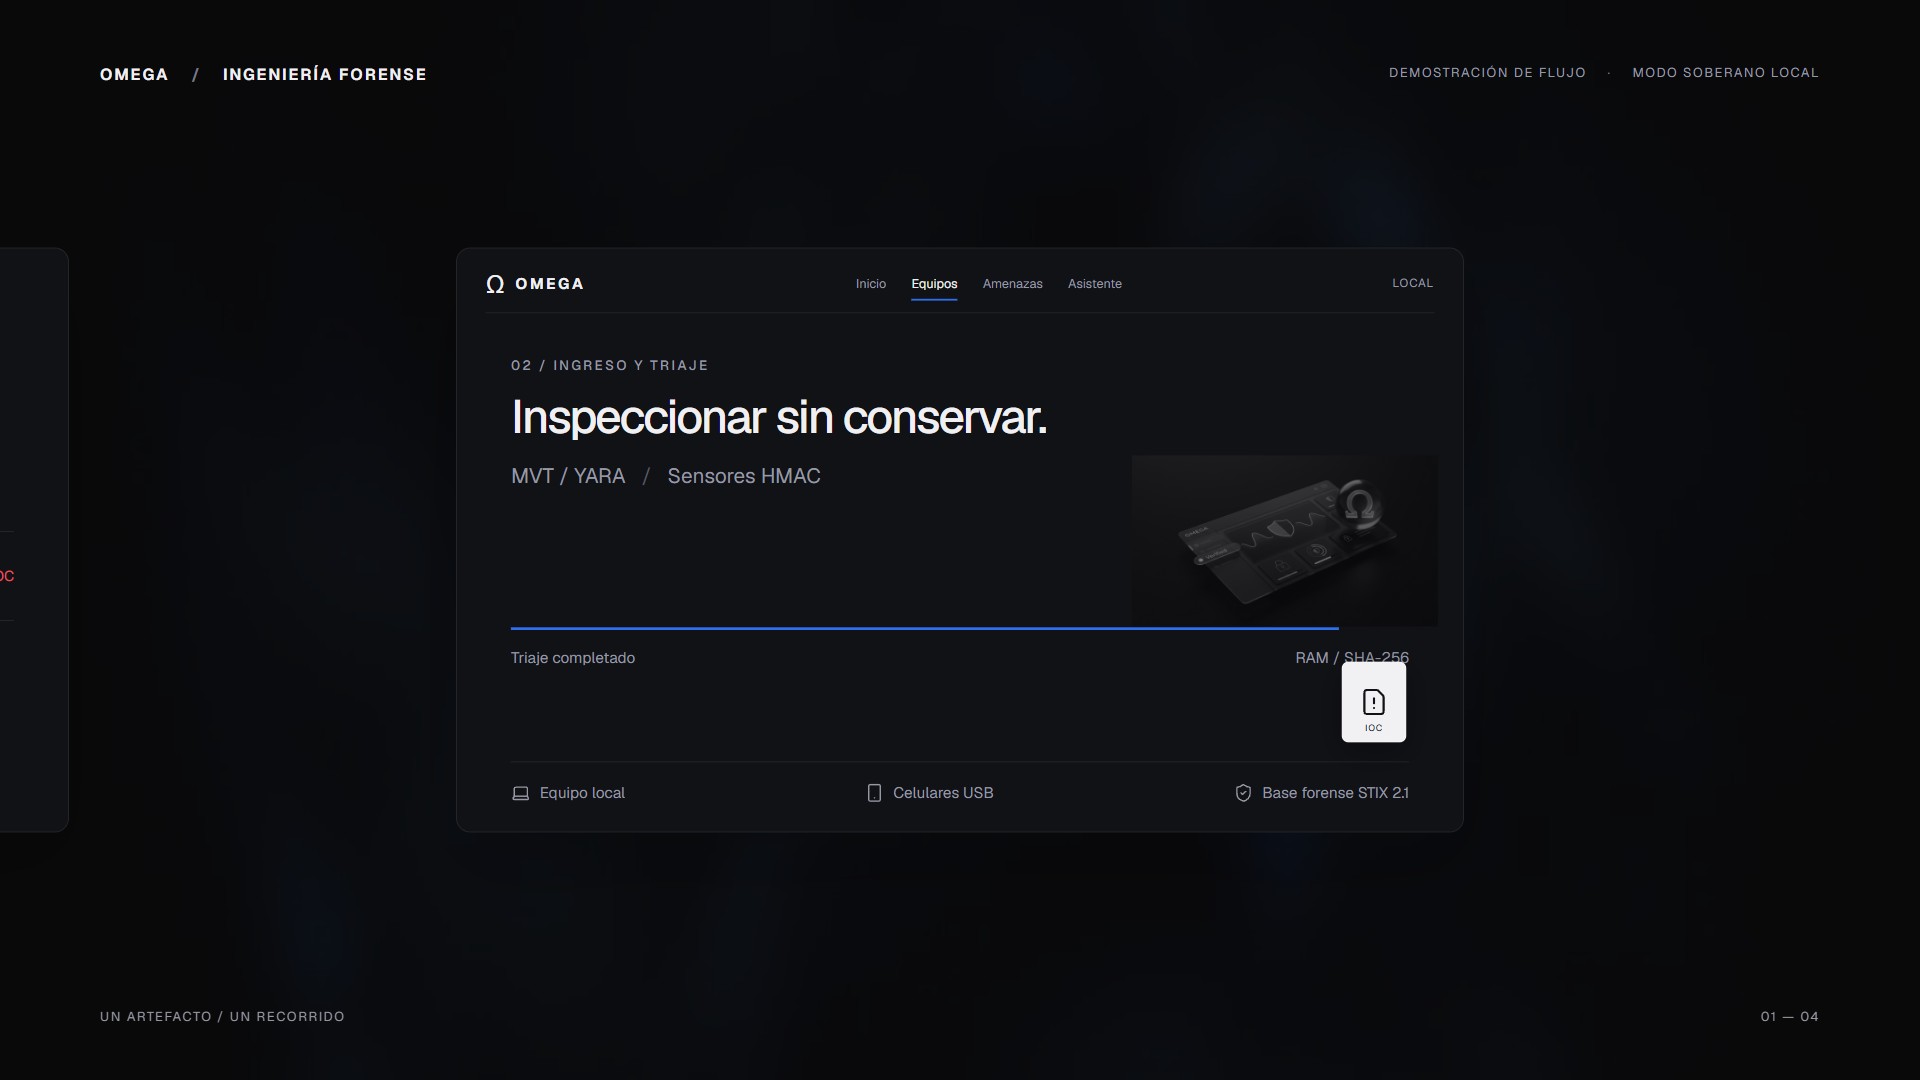 OMEGA / INGENIERÍA FORENSE
DEMOSTRACIÓN DE FLUJO · MODO SOBERANO LOCAL
Ω OMEGA
Inicio Equipos Amenazas Asistente
LOCAL
02 / INGRESO Y TRIAJE
Inspeccionar sin conservar.
MVT / YARA / Sensores HMAC
OMEGA
verified
Ω
Triaje completado
RAM / SHA-256
IOC
Equipo local
Celulares USB
Base forense STIX 2.1
UN ARTEFACTO / UN RECORRIDO
01 — 04